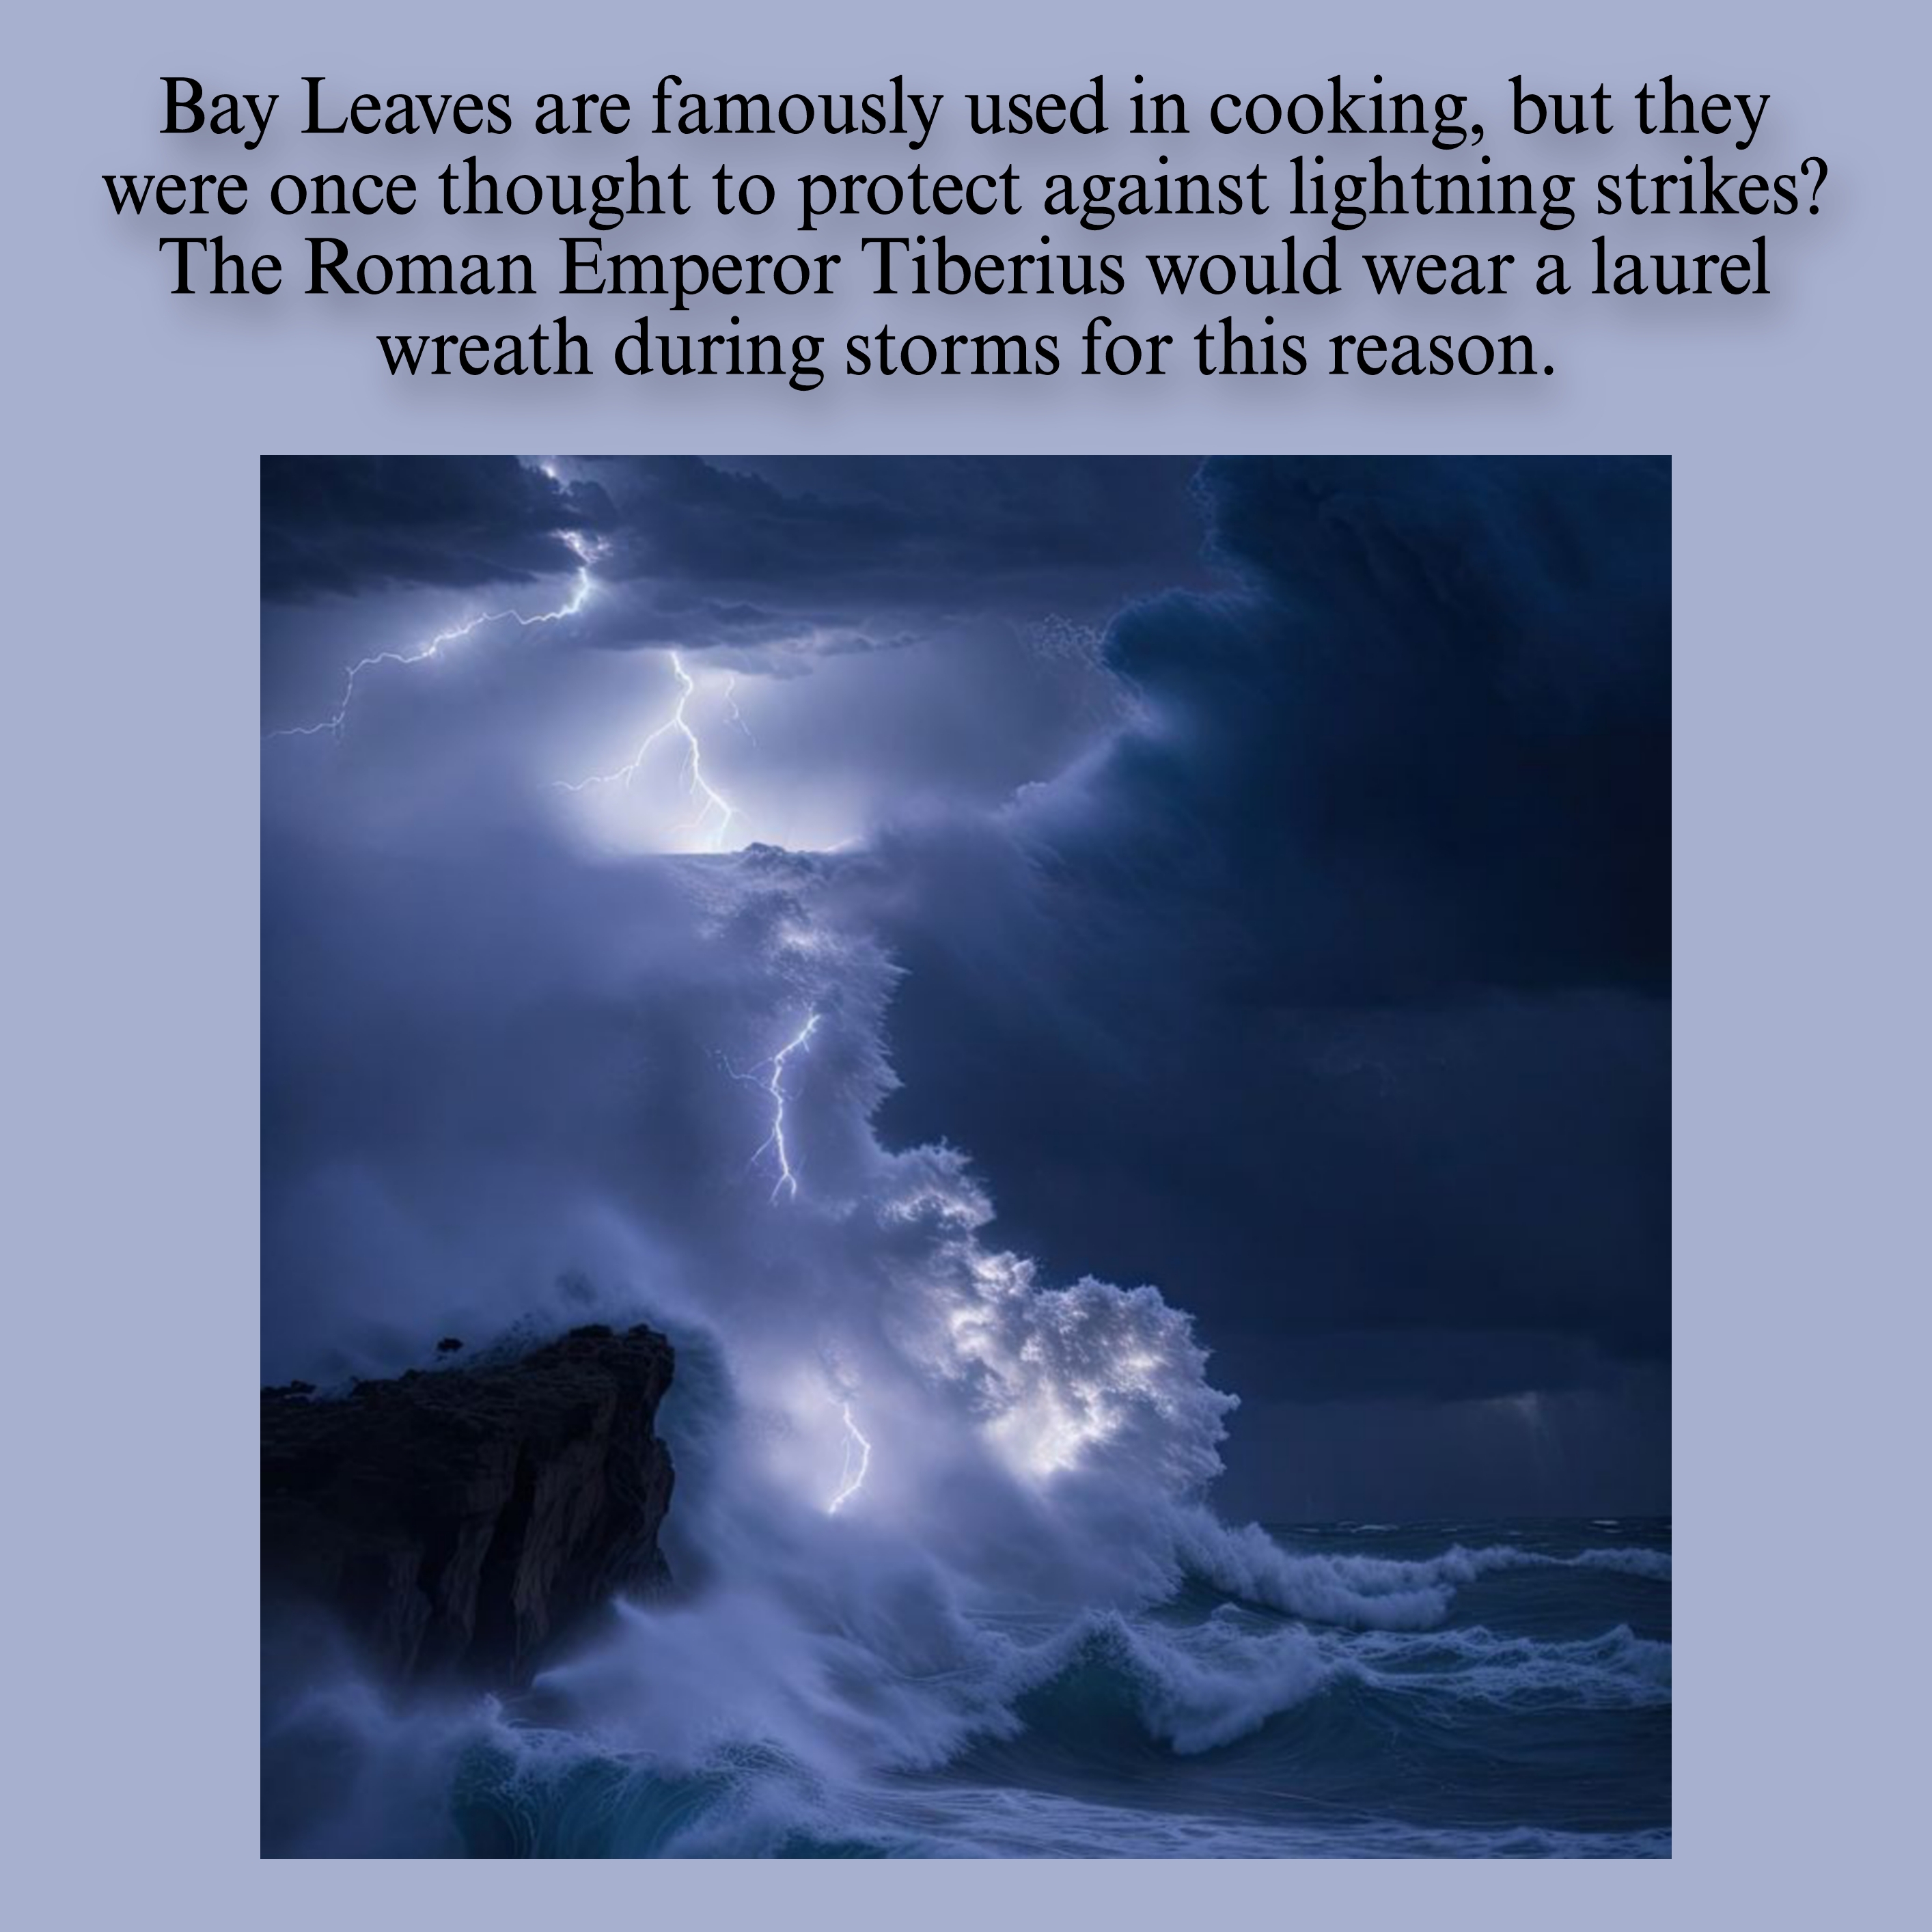 Bay Leaves are famously used in cooking, but they
were once thought to protect against lightning strikes?
The Roman Emperor Tiberius would wear a laurel
wreath during storms for this reason.